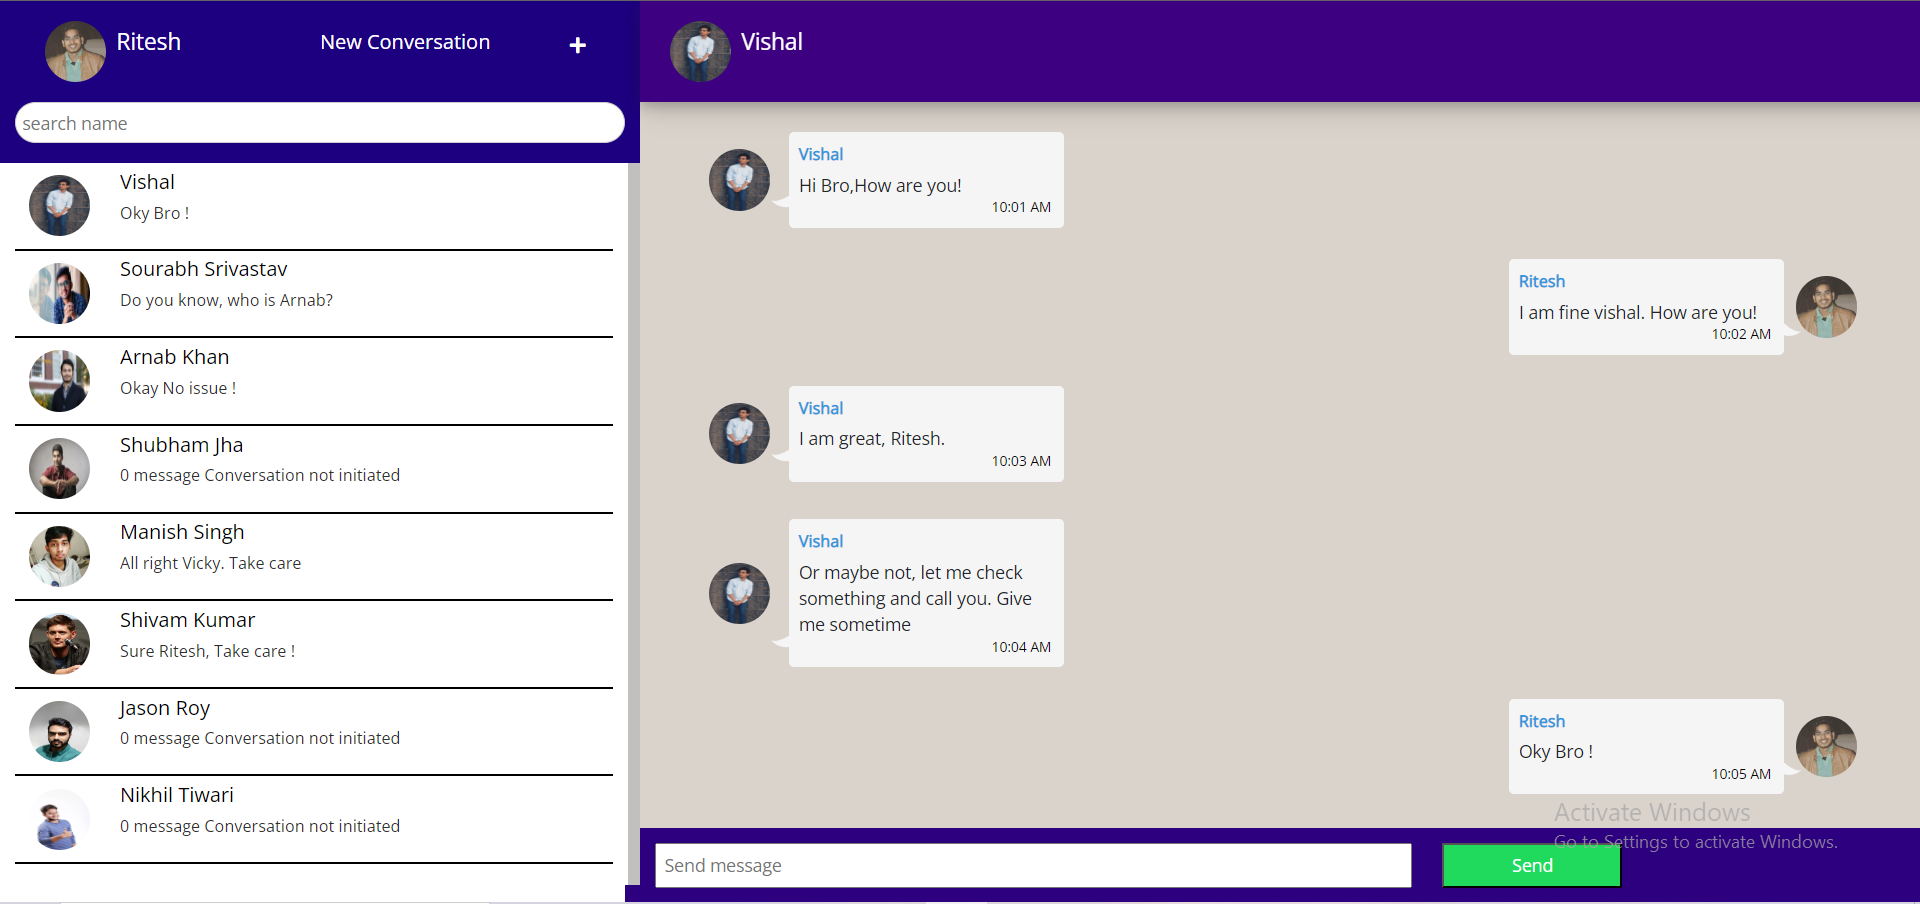 Ritesh
New Conversation
+
search name
Vishal
Oky Bro !
Sourabh Srivastav
Do you know, who is Arnab?
Arnab Khan
Okay No issue !
Shubham Jha
0 message Conversation not initiated
Manish Singh
All right Vicky. Take care
Shivam Kumar
Sure Ritesh, Take care !
Jason Roy
0 message Conversation not initiated
Nikhil Tiwari
0 message Conversation not initiated
Vishal
Vishal
Hi Bro,How are you!
10:01 AM
Ritesh
I am fine vishal. How are you!
10:02 AM
Vishal
I am great, Ritesh.
10:03 AM
Vishal
Or maybe not, let me check
something and call you. Give
me sometime
10:04 AM
Ritesh
Oky Bro !
10:05 AM
Activate Windows
Go to Settings to activate Windows.
Send message
Send